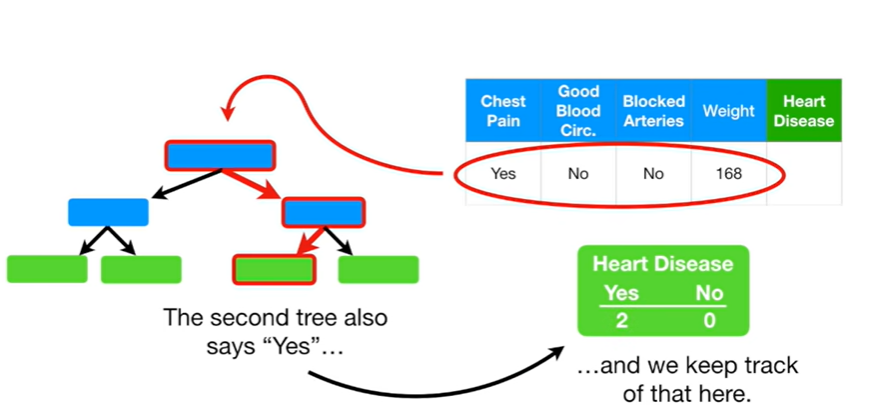 Chest
Pain
Good
Blood
Circ.
Blocked
Arteries
Weight
Heart
Disease
Yes
No
No
168
Heart Disease
Yes No
2 0
The second tree also
says “Yes”…
…and we keep track
of that here.